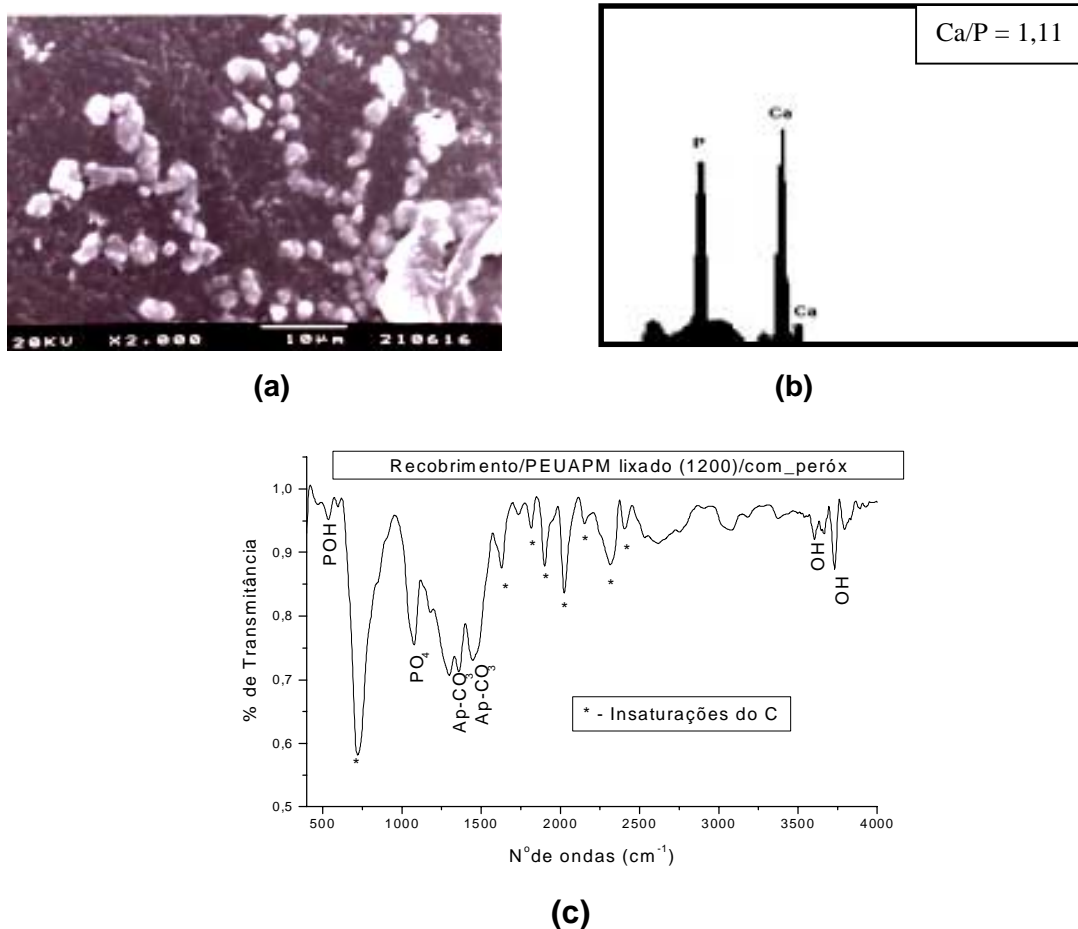 20KV X2,000 10µm 210616
(a)
Ca/P = 1,11
P
Ca
Ca
(b)
Recobrimento/PEUAPM lixado (1200)/com_peróx
% de Transmitância
1,0
0,9
0,8
0,7
0,6
0,5
POH
*
PO₄
Ap-CO₃
Ap-CO₃
*
*
*
*
*
*
*
OH
OH
* - Insaturações do C
500 1000 1500 2000 2500 3000 3500 4000
Nºde ondas (cm⁻¹)
(c)